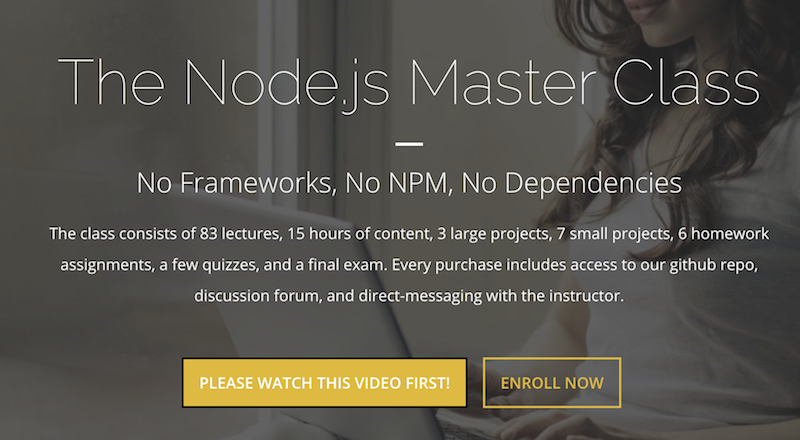 The Node.js Master Class
No Frameworks, No NPM, No Dependencies
The class consists of 83 lectures, 15 hours of content, 3 large projects, 7 small projects, 6 homework
assignments, a few quizzes, and a final exam. Every purchase includes access to our github repo,
discussion forum, and direct-messaging with the instructor.
PLEASE WATCH THIS VIDEO FIRST! ENROLL NOW